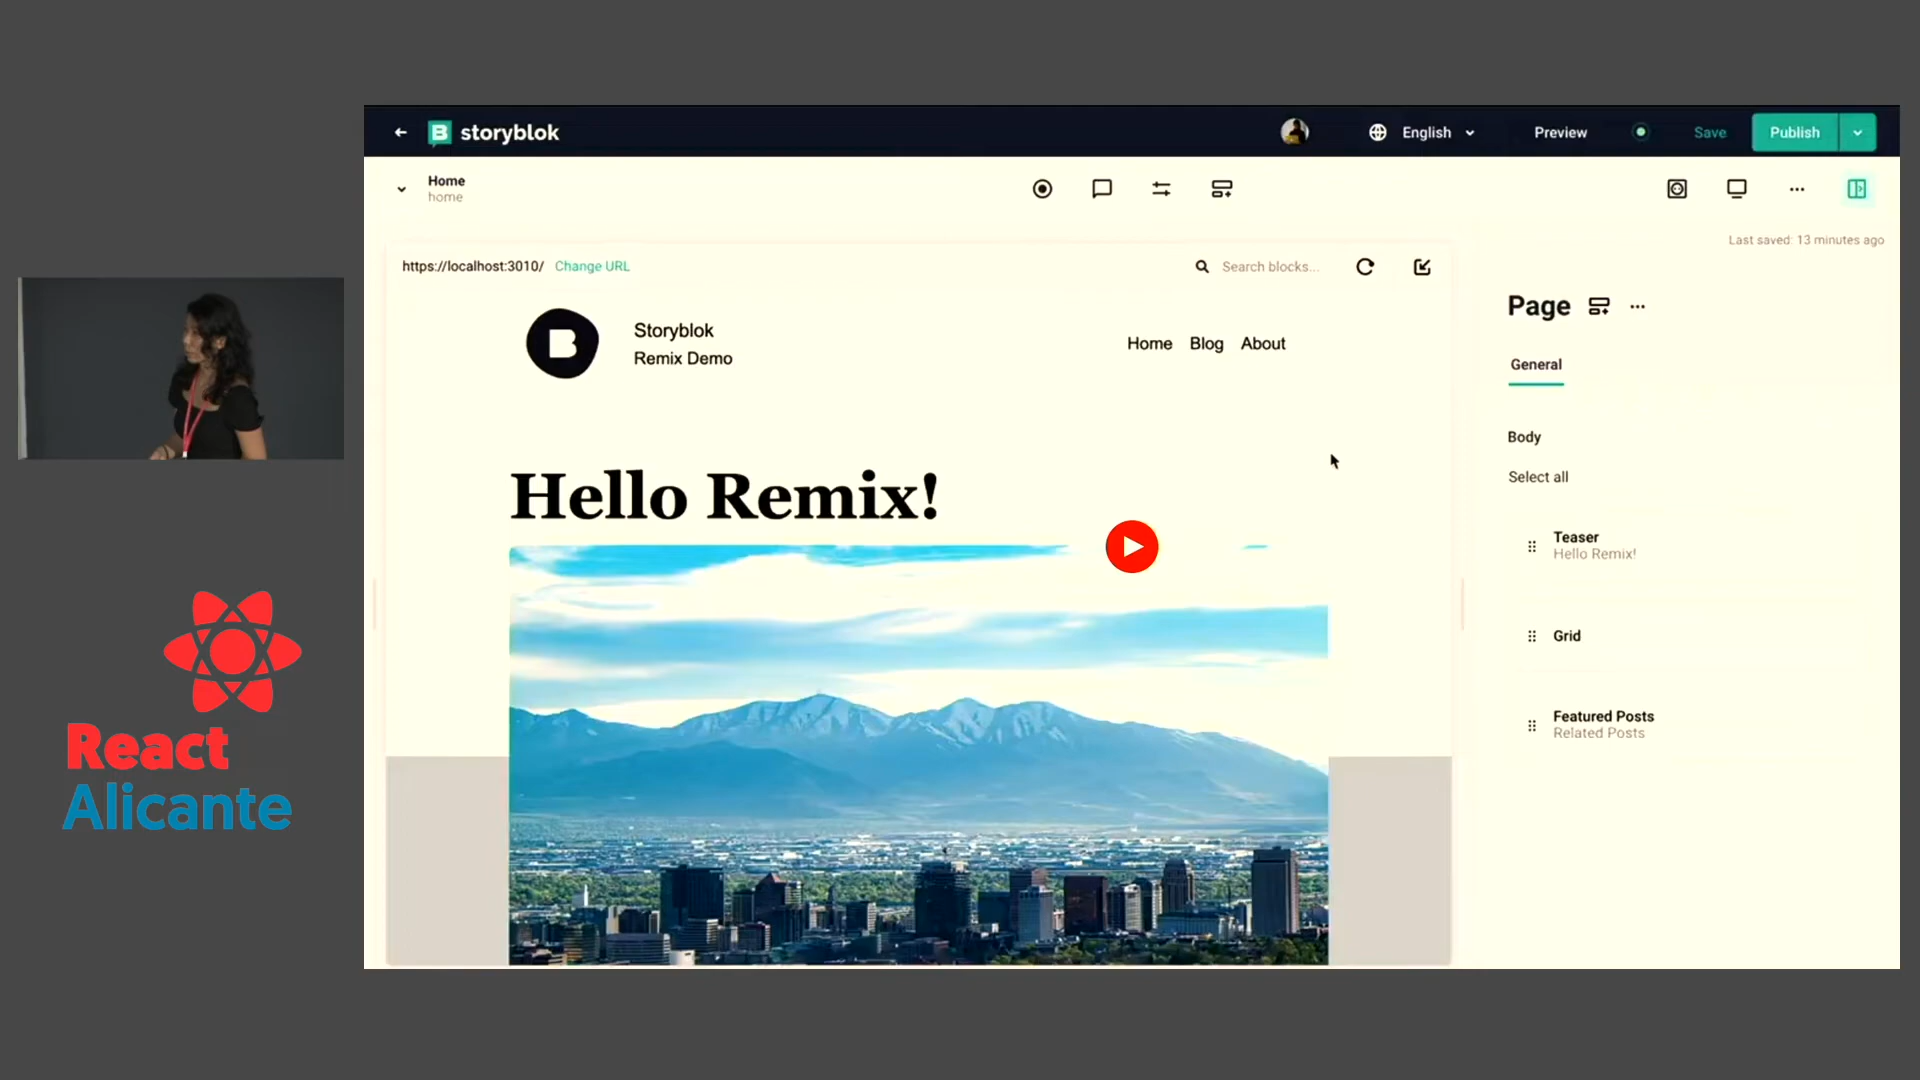 storyblok
English
Preview
Save
Publish
Home
home
Last saved: 13 minutes ago
https://localhost:3010/ Change URL
Search blocks...
Storyblok
Remix Demo
Home Blog About
Hello Remix!
Page
General
Body
Select all
Teaser
Hello Remix!
Grid
Featured Posts
Related Posts
React
Alicante